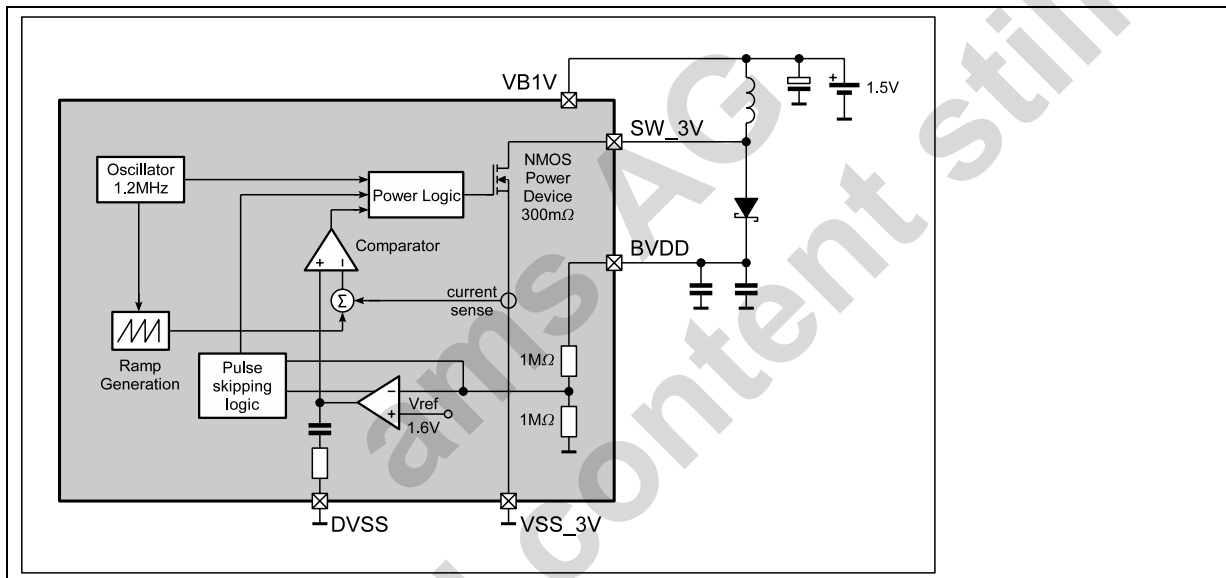 VB1V
1.5V
SW_3V
NMOS
Power
Device
300mΩ
Oscillator
1.2MHz
Power Logic
Comparator
BVDD
+ −
Σ
current
sense
Ramp
Generation
Pulse
skipping
logic
1MΩ
−
+
Vref
1.6V
1MΩ
DVSS
VSS_3V
+
ams AG
content still